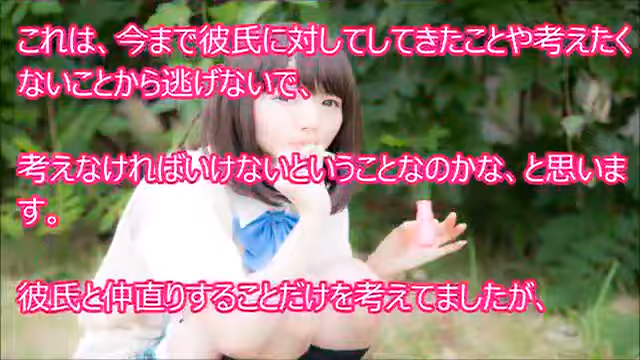 これは、今まで彼氏に対してしてきたことや考えたく
ないことから逃げないで、
考えなければいけないということなのかな、と思いま
す。
彼氏と仲直りすることだけを考えてましたが、